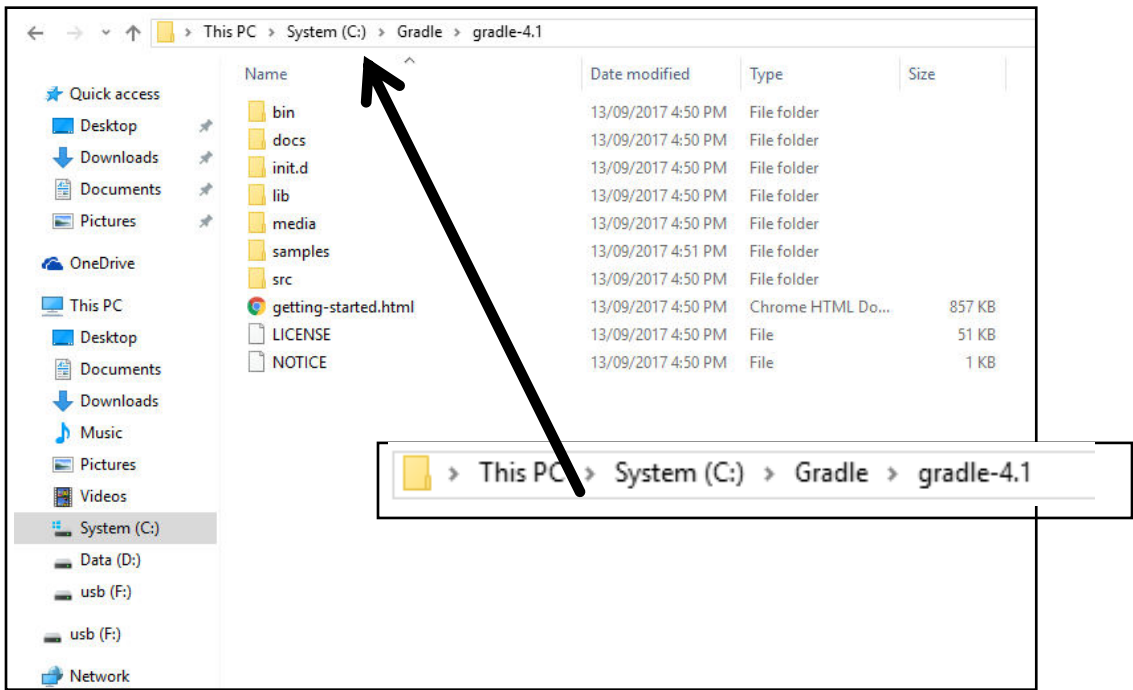 This PC > System (C:) > Gradle > gradle-4.1
Name Date modified Type Size
Quick access
Desktop
Downloads
Documents
Pictures
OneDrive
This PC
Desktop
Documents
Downloads
Music
Pictures
Videos
System (C:)
Data (D:)
usb (F:)
usb (F:)
Network
bin 13/09/2017 4:50 PM File folder
docs 13/09/2017 4:50 PM File folder
init.d 13/09/2017 4:50 PM File folder
lib 13/09/2017 4:50 PM File folder
media 13/09/2017 4:50 PM File folder
samples 13/09/2017 4:51 PM File folder
src 13/09/2017 4:50 PM File folder
getting-started.html 13/09/2017 4:50 PM Chrome HTML Do... 857 KB
LICENSE 13/09/2017 4:50 PM File 51 KB
NOTICE 13/09/2017 4:50 PM File 1 KB
> This PC > System (C:) > Gradle > gradle-4.1